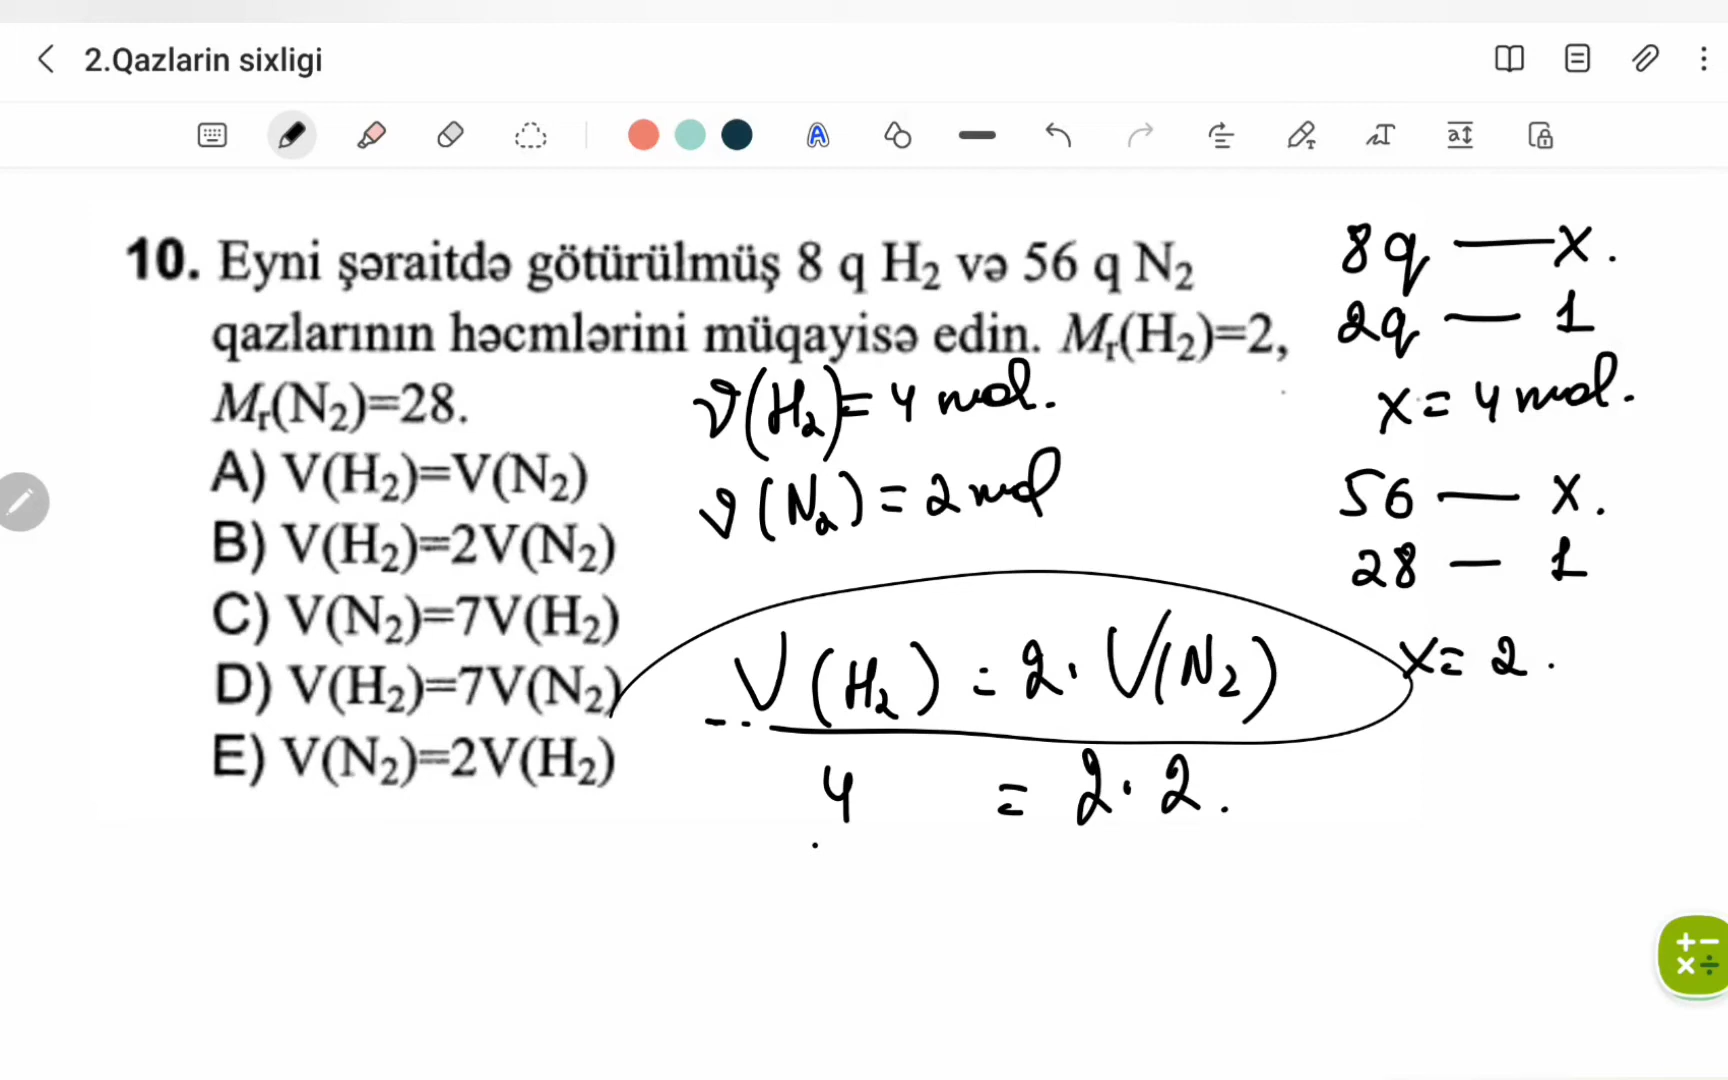 2.Qazlarin sixligi
10. Eyni şəraitdə götürülmüş 8 q H₂ və 56 q N₂
qazlarının həcmlərini müqayisə edin. Mᵣ(H₂)=2,
Mᵣ(N₂)=28.
A) V(H₂)=V(N₂)
B) V(H₂)=2V(N₂)
C) V(N₂)=7V(H₂)
D) V(H₂)=7V(N₂)
E) V(N₂)=2V(H₂)
ν(H₂)=4 mol.
ν(N₂)=2 mol
V(H₂)=2·V(N₂)
4 = 2·2.
8q — x.
2q — 1
x=4 mol.
56 — x.
28 — 1
x=2.